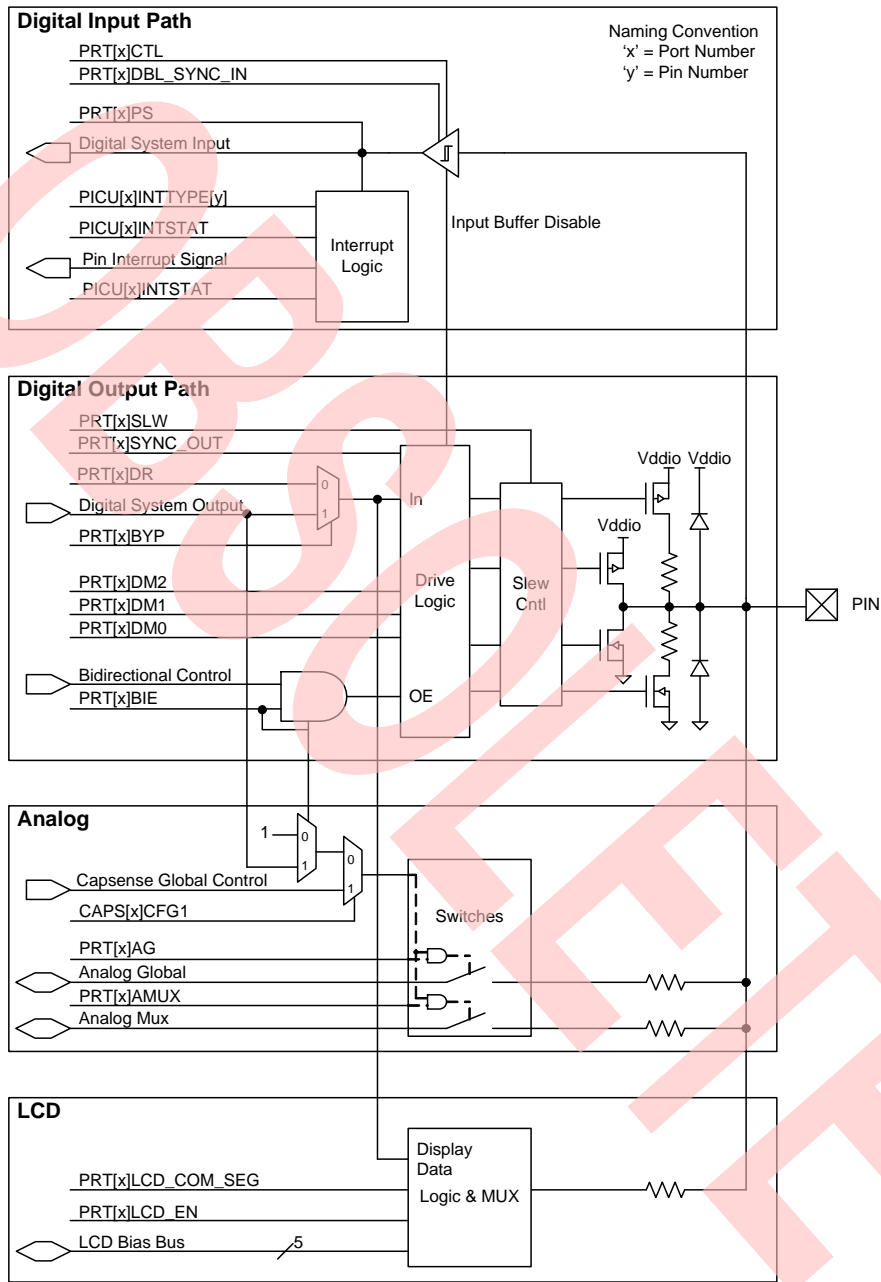 Digital Input Path
Naming Convention
'x' = Port Number
'y' = Pin Number
PRT[x]CTL
PRT[x]DBL_SYNC_IN
PRT[x]PS
Digital System Input
PICU[x]INTTYPE[y]
PICU[x]INTSTAT
Pin Interrupt Signal
PICU[x]INTSTAT
Interrupt
Logic
Input Buffer Disable
Digital Output Path
PRT[x]SLW
PRT[x]SYNC_OUT
PRT[x]DR
Digital System Output
PRT[x]BYP
0
1
In
Vddio
Vddio
Vddio
PRT[x]DM2
PRT[x]DM1
PRT[x]DM0
Drive
Logic
Slew
Cntl
PIN
Bidirectional Control
PRT[x]BIE
OE
Analog
1
0
1
0
1
Capsense Global Control
CAPS[x]CFG1
Switches
PRT[x]AG
Analog Global
PRT[x]AMUX
Analog Mux
LCD
Display
Data
Logic & MUX
PRT[x]LCD_COM_SEG
PRT[x]LCD_EN
LCD Bias Bus
5
OBSOLETE